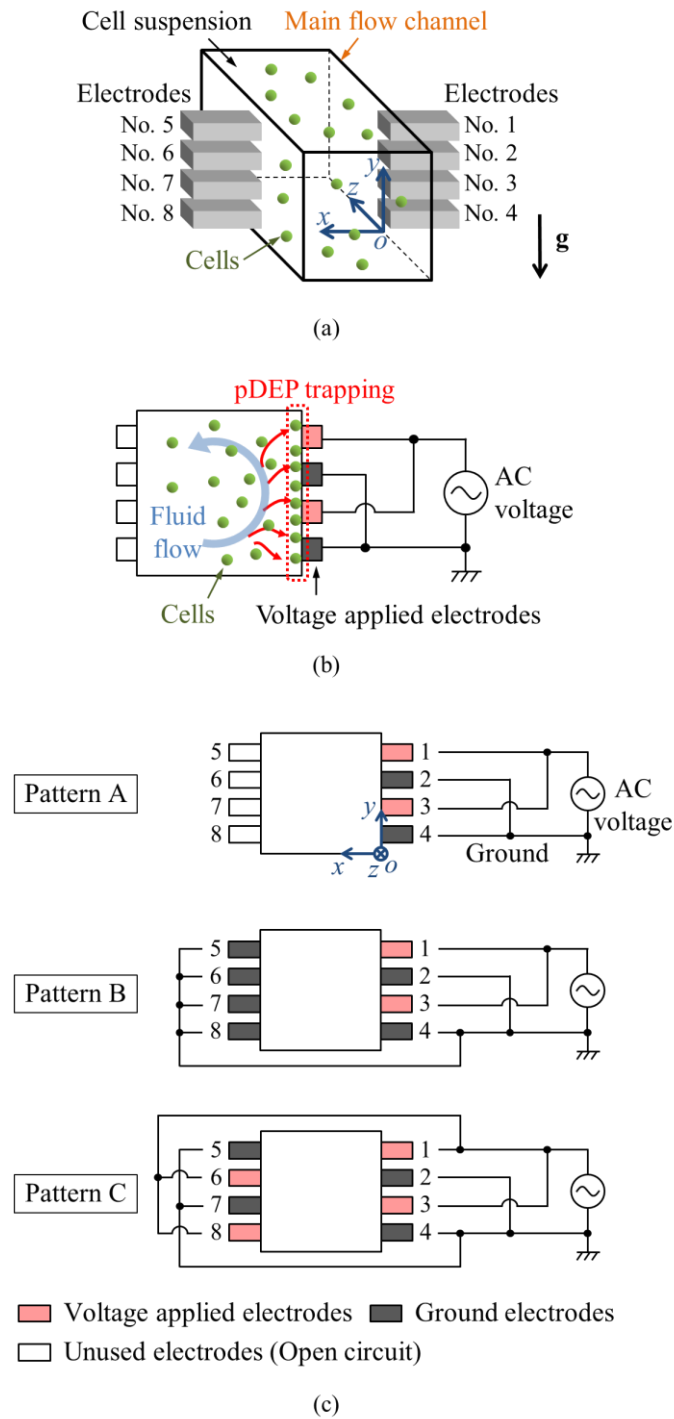 Cell suspension
Main flow channel
Electrodes
Electrodes
No. 5
No. 1
No. 6
No. 2
No. 7
No. 3
No. 8
No. 4
y
z
x
o
g
Cells
(a)
pDEP trapping
AC
voltage
Fluid
flow
Cells
Voltage applied electrodes
(b)
Pattern A
5
6
7
8
1
2
3
4
y
x
z
o
Ground
AC
voltage
Pattern B
5
6
7
8
1
2
3
4
Pattern C
5
6
7
8
1
2
3
4
Voltage applied electrodes
Ground electrodes
Unused electrodes (Open circuit)
(c)